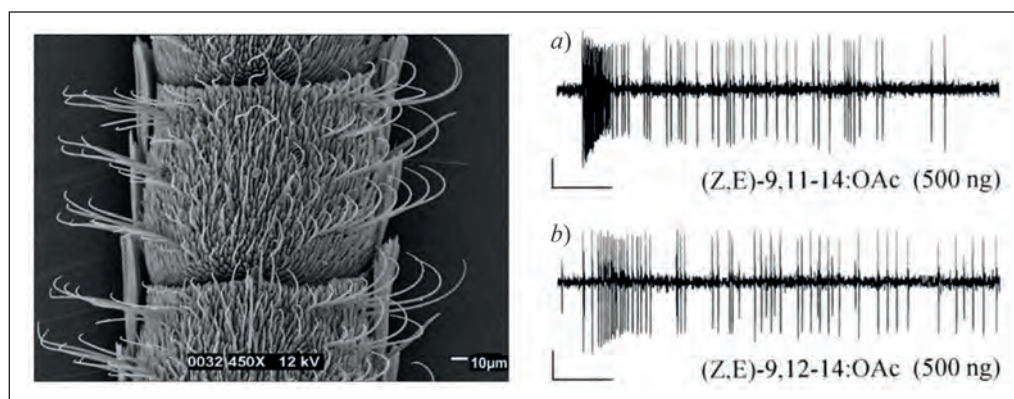 0032 450X 12 kV
10µm
a)
(Z,E)-9,11-14:OAc (500 ng)
b)
(Z,E)-9,12-14:OAc (500 ng)